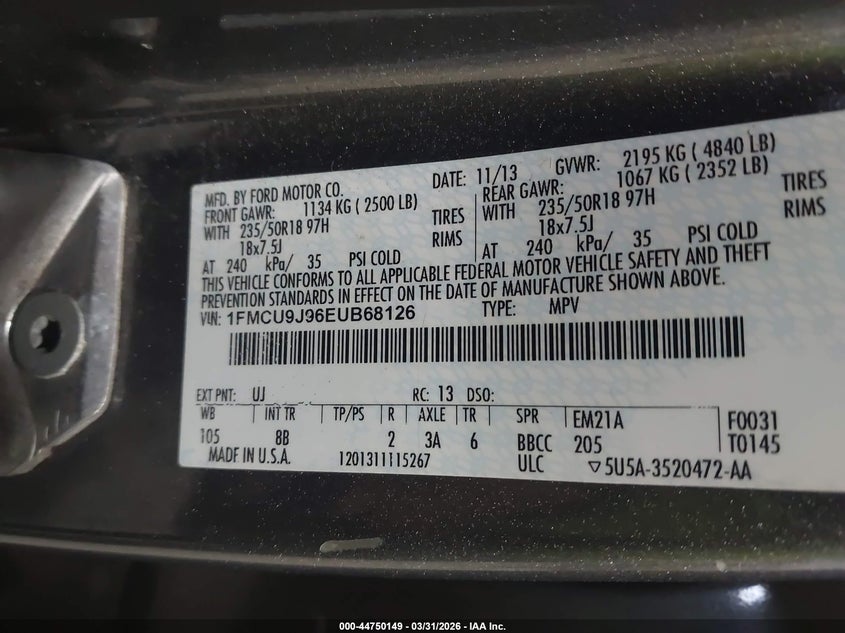 MFD. BY FORD MOTOR CO. DATE: 11/13 GVWR: 2195 KG ( 4840 LB)
FRONT GAWR: 1134 KG ( 2500 LB) REAR GAWR: 1067 KG ( 2352 LB)
WITH 235/50R18 97H TIRES WITH 235/50R18 97H TIRES
18x7.5J RIMS 18x7.5J RIMS
AT 240 kPa/ 35 PSI COLD AT 240 kPa/ 35 PSI COLD
THIS VEHICLE CONFORMS TO ALL APPLICABLE FEDERAL MOTOR VEHICLE SAFETY AND THEFT
PREVENTION STANDARDS IN EFFECT ON THE DATE OF MANUFACTURE SHOWN ABOVE.
VIN: 1FMCU9J96EUB68126 TYPE: MPV
EXT PNT: UJ RC: 13 DSO:
WB INT TR TP/PS R AXLE TR SPR EM21A F0031
105 8B 2 3A 6 BBCC 205 T0145
MADE IN U.S.A. 1201311115267 ULC ▽5U5A-3520472-AA
000-44750149 - 03/31/2026 - IAA Inc.